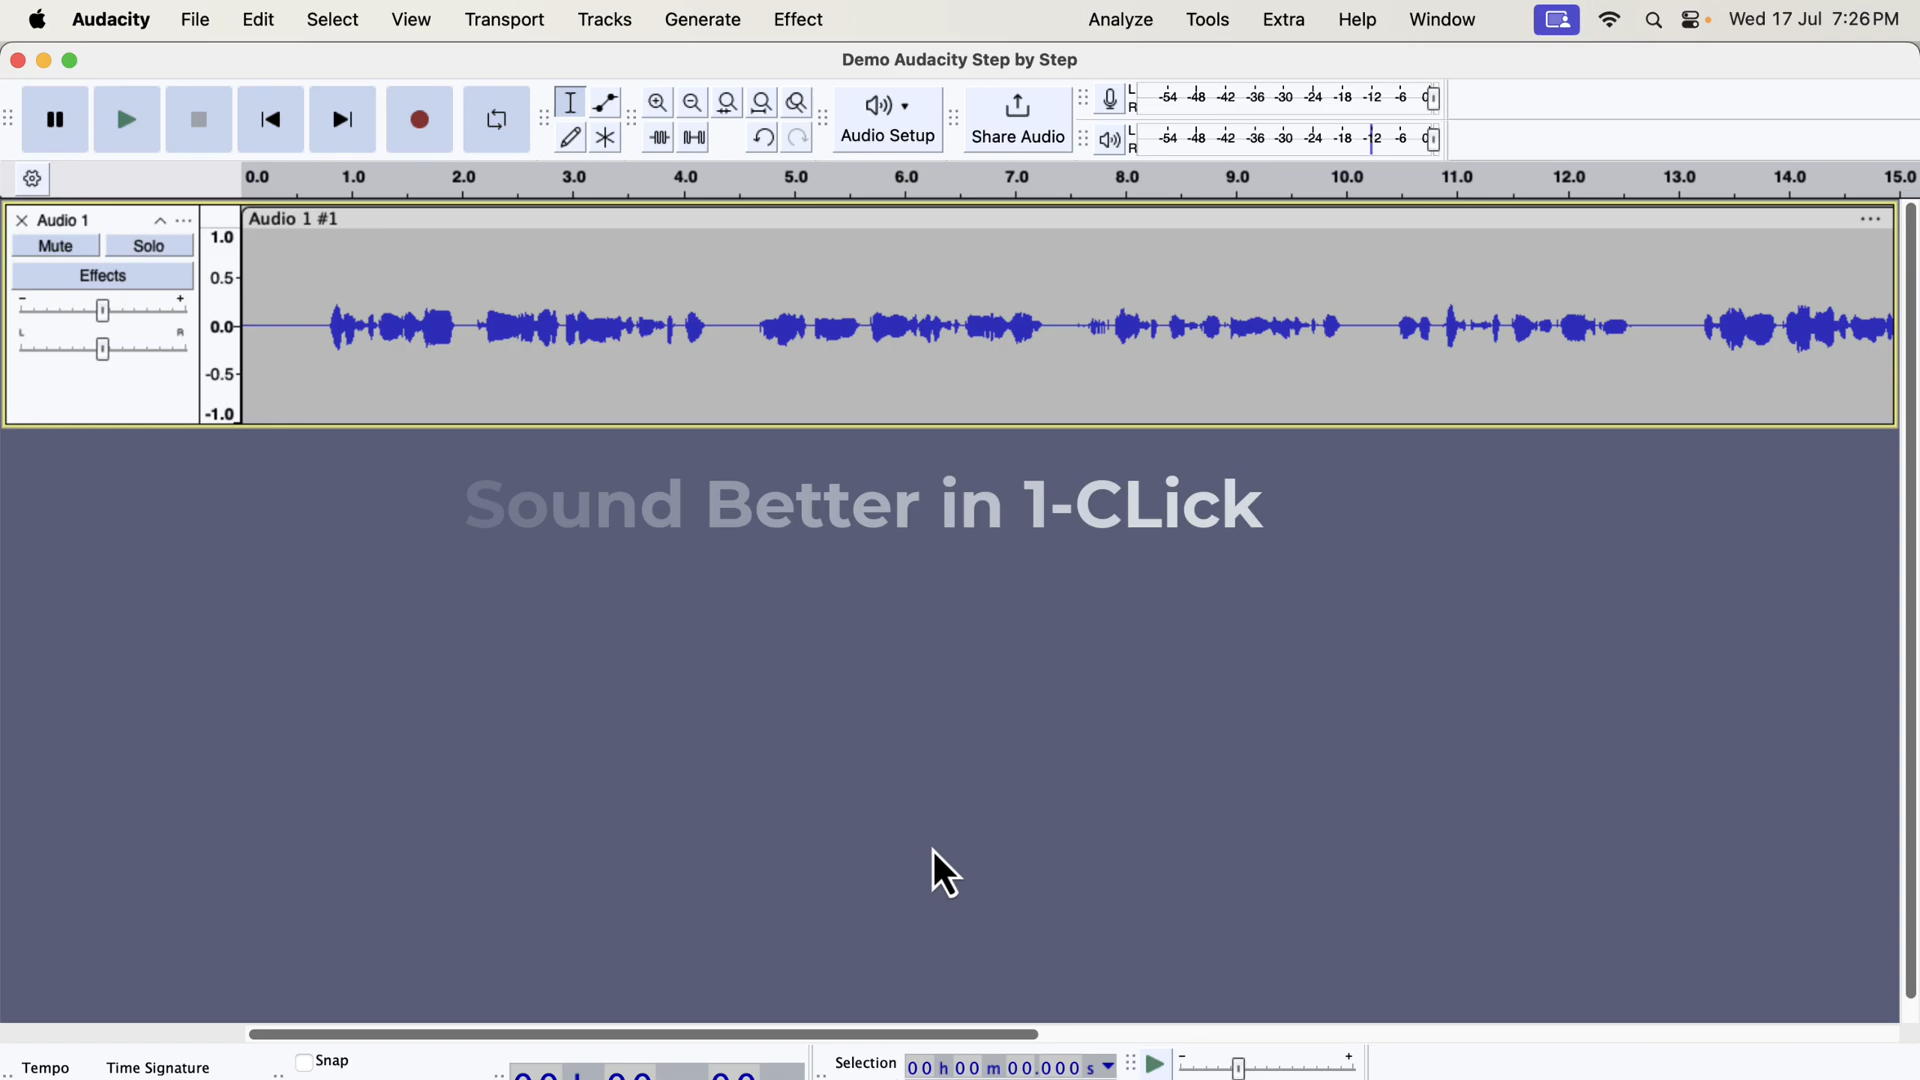 Audacity File Edit Select View Transport Tracks Generate Effect Analyze Tools Extra Help Window Wed 17 Jul 7:26 PM
Demo Audacity Step by Step
Audio Setup
Share Audio
L -54 -48 -42 -36 -30 -24 -18 -12 -6
R
L -54 -48 -42 -36 -30 -24 -18 -12 -6
R
0.0 1.0 2.0 3.0 4.0 5.0 6.0 7.0 8.0 9.0 10.0 11.0 12.0 13.0 14.0 15.0
Audio 1
Audio 1 #1
Mute Solo
Effects
- +
L R
1.0
0.5
0.0
-0.5
-1.0
Sound Better in 1-CLick
Tempo
Time Signature
Snap
Selection
00 h 00 m 00.000 s
- +